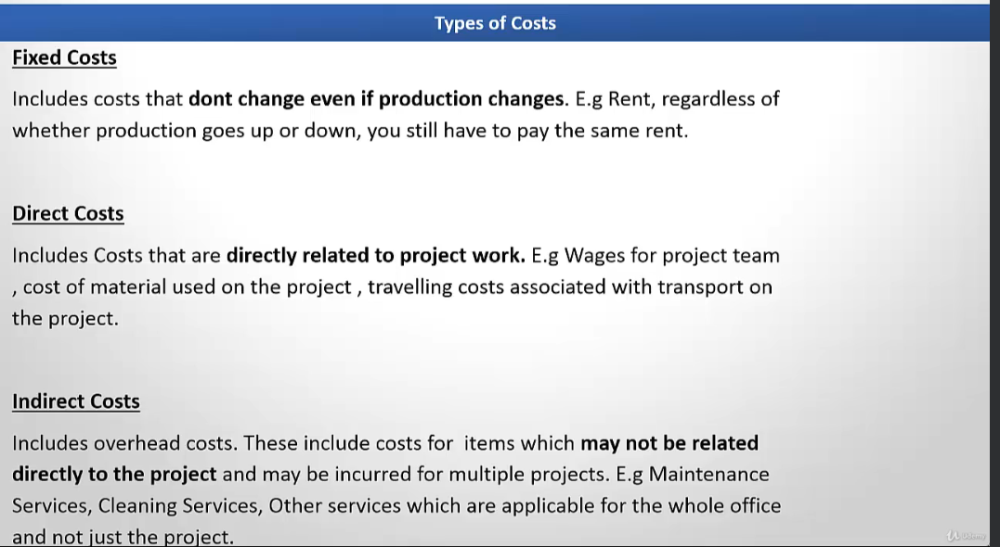 Types of Costs
Fixed Costs
Includes costs that dont change even if production changes. E.g Rent, regardless of
whether production goes up or down, you still have to pay the same rent.
Direct Costs
Includes Costs that are directly related to project work. E.g Wages for project team
, cost of material used on the project , travelling costs associated with transport on
the project.
Indirect Costs
Includes overhead costs. These include costs for  items which may not be related
directly to the project and may be incurred for multiple projects. E.g Maintenance
Services, Cleaning Services, Other services which are applicable for the whole office
and not just the project.
Udemy